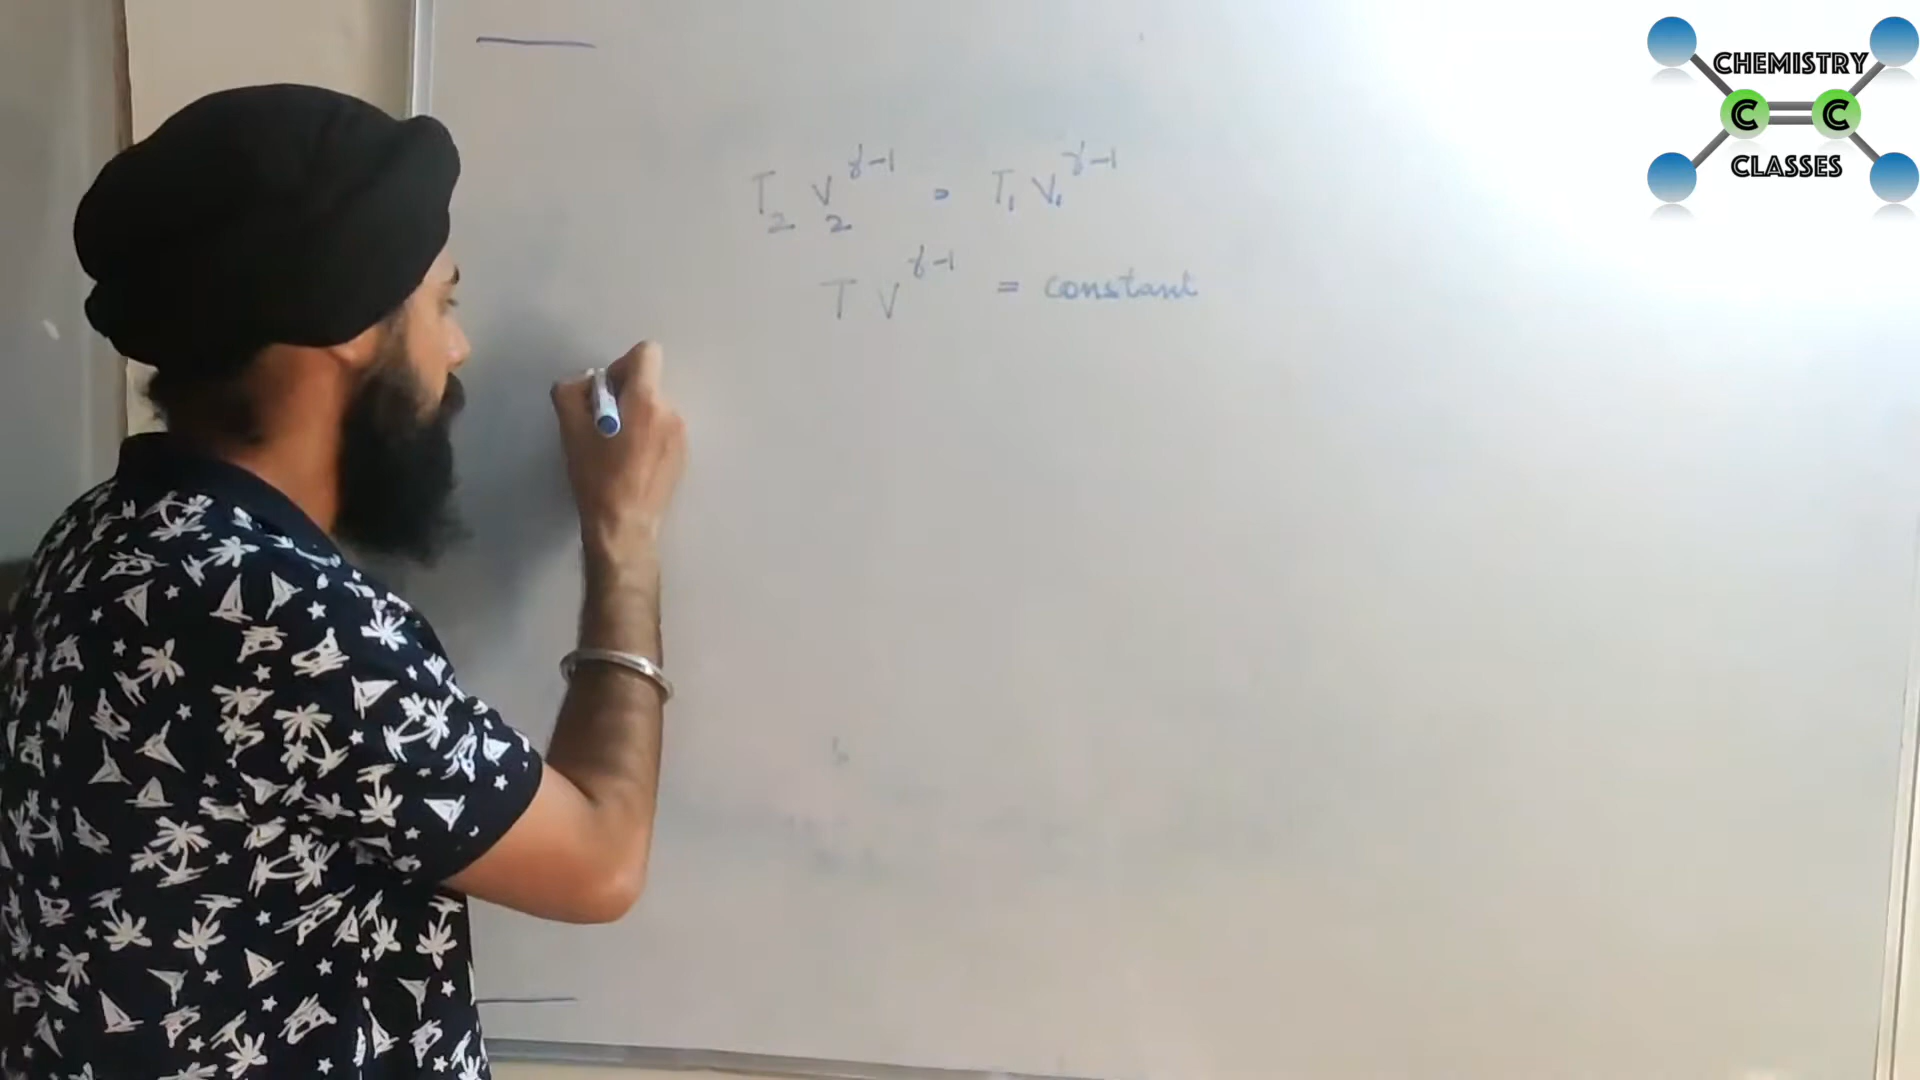 T₂ V₂^γ-1 = T₁ V₁^γ-1
T V^γ-1 = constant
CHEMISTRY
C C
CLASSES